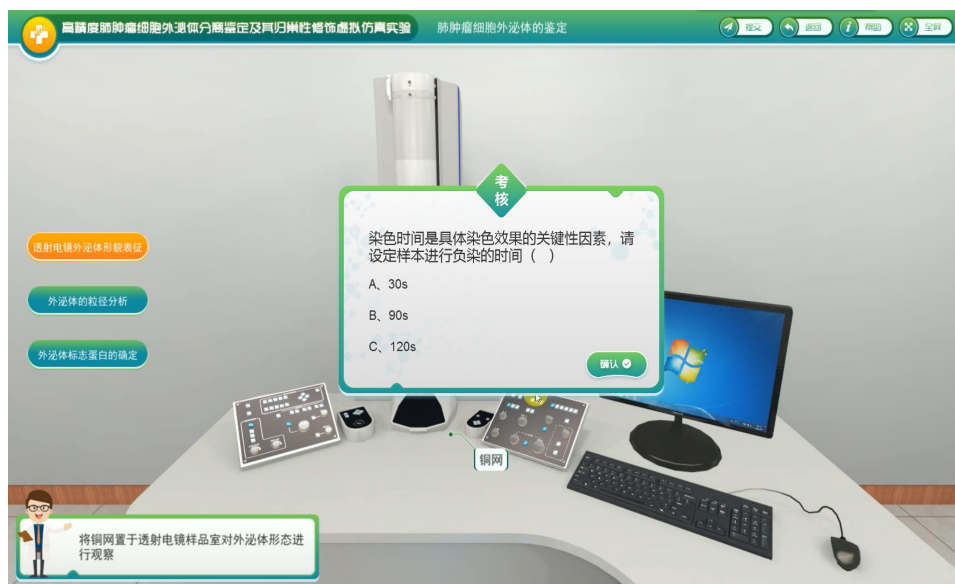 高精度肺肿瘤细胞外泌体分离鉴定及其归巢性修饰虚拟仿真实验
肺肿瘤细胞外泌体的鉴定
提交
返回
帮助
全屏
考
核
染色时间是具体染色效果的关键性因素，请
设定样本进行负染的时间（ ）
A、30s
B、90s
C、120s
确认
透射电镜外泌体形貌表征
外泌体的粒径分析
外泌体标志蛋白的确定
铜网
将铜网置于透射电镜样品室对外泌体形态进
行观察